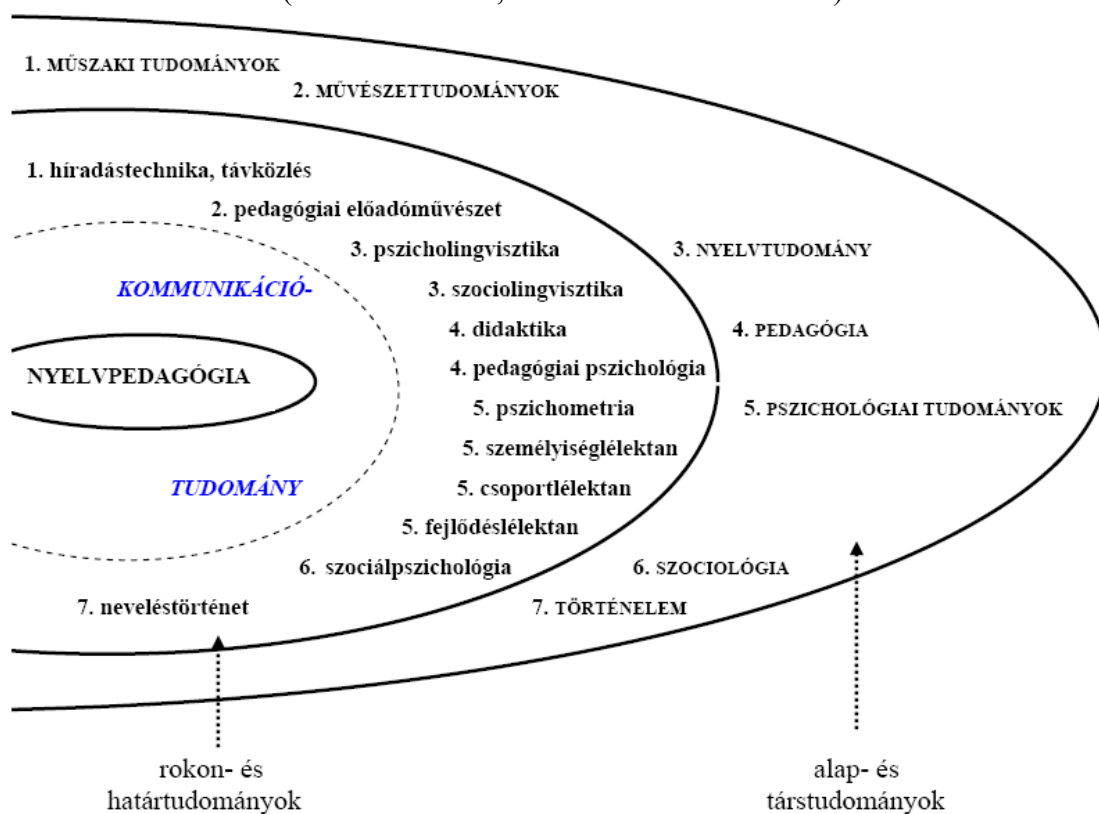 1. MŰSZAKI TUDOMÁNYOK
2. MŰVÉSZETTUDOMÁNYOK
1. híradástechnika, távközlés
2. pedagógiai előadóművészet
3. pszicholingvisztika
3. NYELVTUDOMÁNY
KOMMUNIKÁCIÓ-
3. szociolingvisztika
4. didaktika
4. PEDAGÓGIA
NYELVPEDAGÓGIA
4. pedagógiai pszichológia
5. pszichometria
5. PSZICHOLÓGIAI TUDOMÁNYOK
5. személyiséglélektan
TUDOMÁNY
5. csoportlélektan
5. fejlődéslélektan
6. szociálpszichológia
6. SZOCIOLÓGIA
7. neveléstörténet
7. TÖRTÉNELEM
rokon- és
határtudományok
alap- és
társtudományok